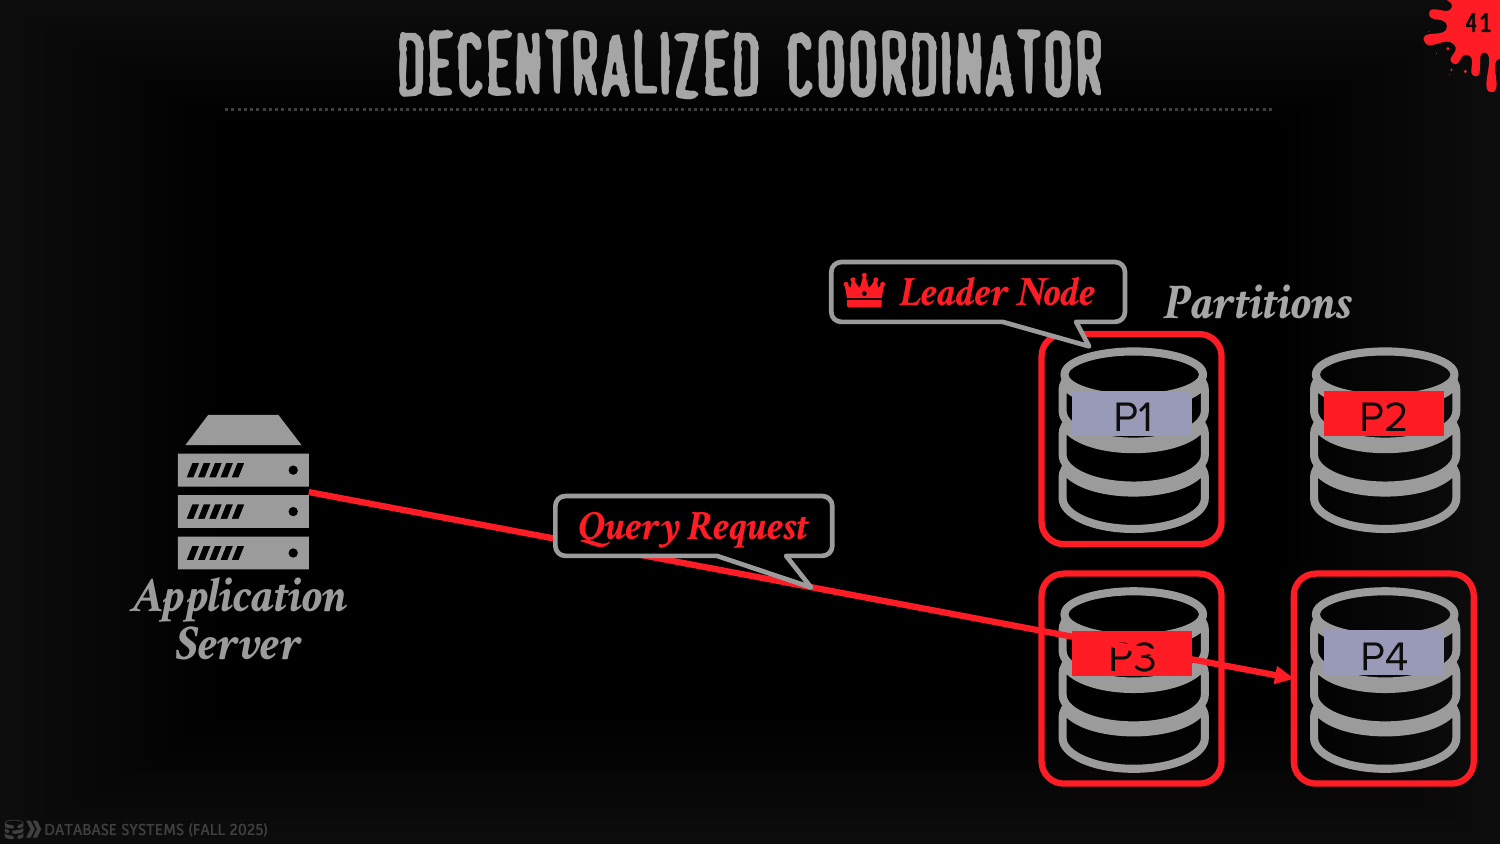 DECENTRALIZED COORDINATOR
41
Leader Node
Partitions
P1
P2
Query Request
Application
Server
P3
P4
DATABASE SYSTEMS (FALL 2025)